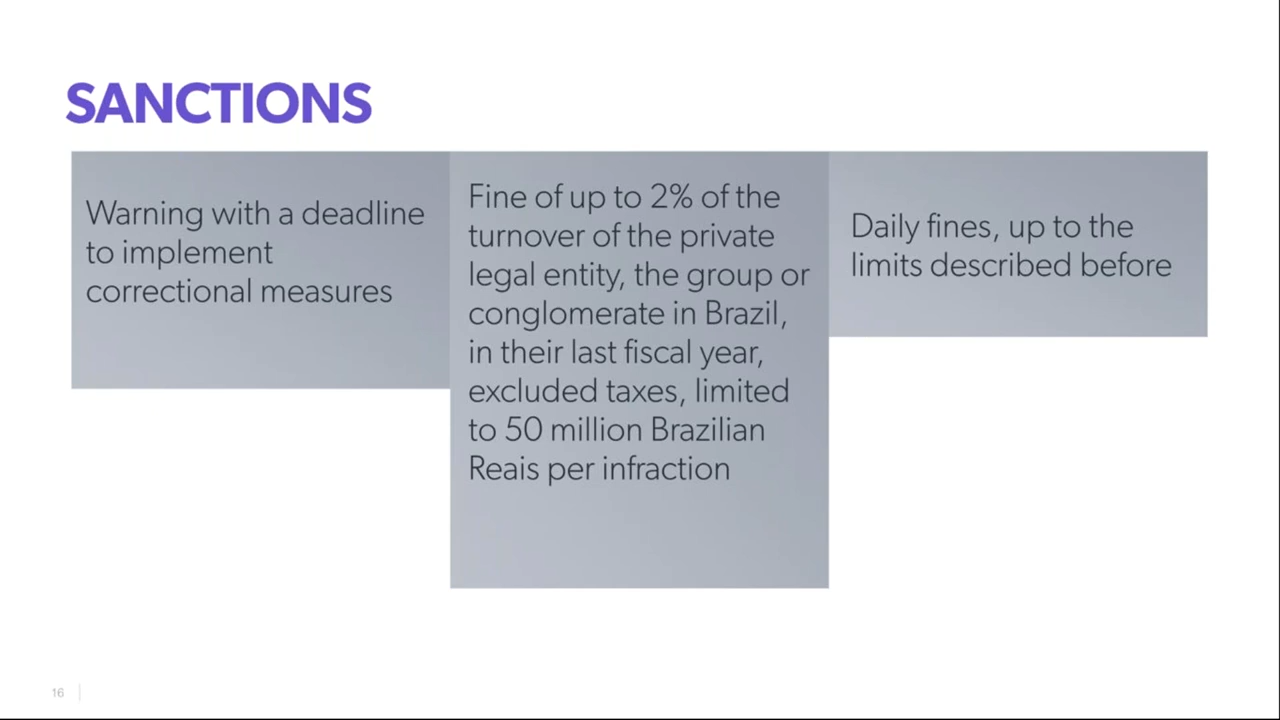 SANCTIONS
Warning with a deadline
to implement
correctional measures
Fine of up to 2% of the
turnover of the private
legal entity, the group or
conglomerate in Brazil,
in their last fiscal year,
excluded taxes, limited
to 50 million Brazilian
Reais per infraction
Daily fines, up to the
limits described before
16